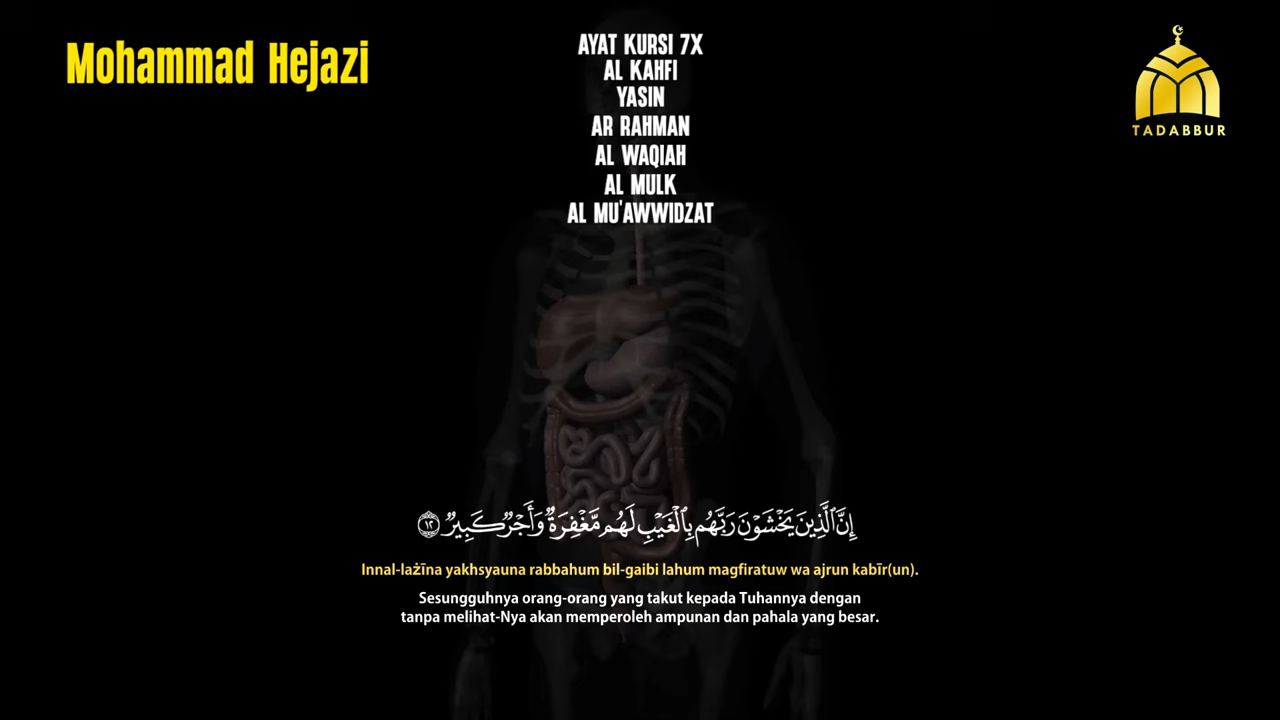 Mohammad Hejazi
AYAT KURSI 7X
AL KAHFI
YASIN
AR RAHMAN
AL WAQIAH
AL MULK
AL MU'AWWIDZAT
TADABBUR
اِنَّ الَّذِيْنَ يَخْشَوْنَ رَبَّهُمْ بِالْغَيْبِ لَهُمْ مَّغْفِرَةٌ وَّاَجْرٌ كَبِيْرٌ ١٢
Innal-lażīna yakhsyauna rabbahum bil-gaibi lahum magfiratuw wa ajrun kabīr(un).
Sesungguhnya orang-orang yang takut kepada Tuhannya dengan
tanpa melihat-Nya akan memperoleh ampunan dan pahala yang besar.